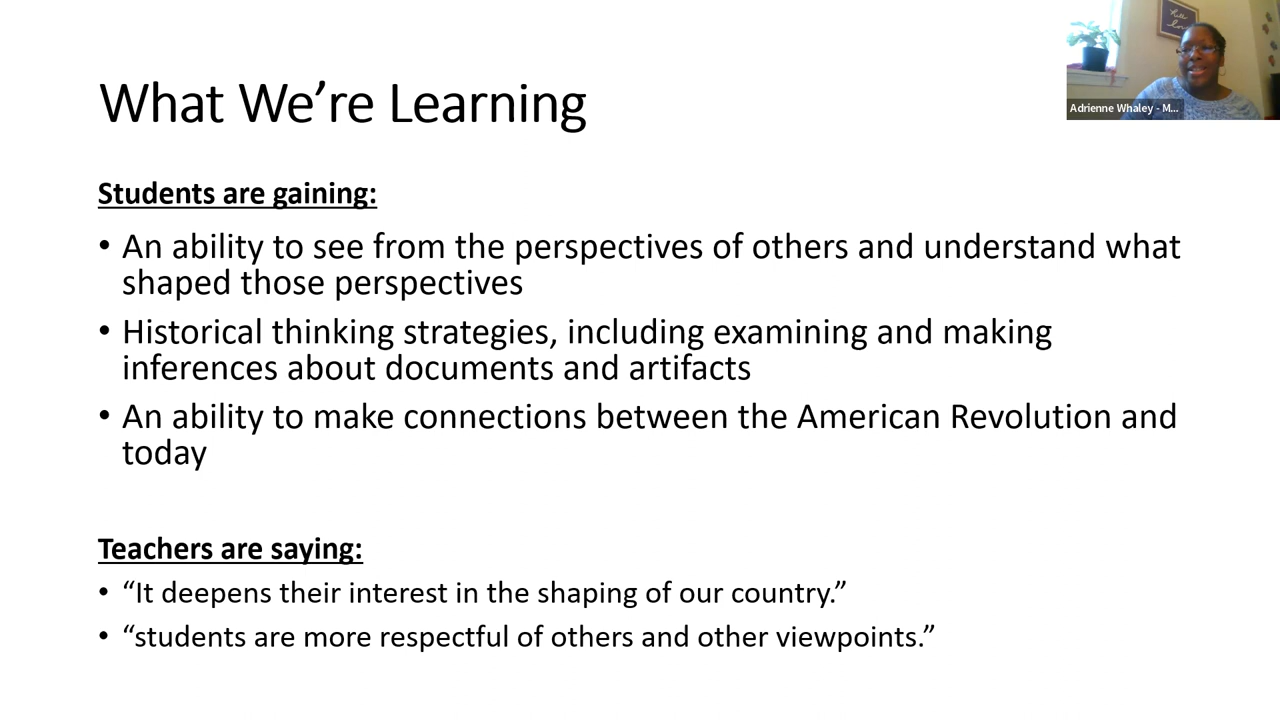 What We’re Learning
Adrienne Whaley - M...
Students are gaining:
• An ability to see from the perspectives of others and understand what
shaped those perspectives
• Historical thinking strategies, including examining and making
inferences about documents and artifacts
• An ability to make connections between the American Revolution and
today
Teachers are saying:
• “It deepens their interest in the shaping of our country.”
• “students are more respectful of others and other viewpoints.”